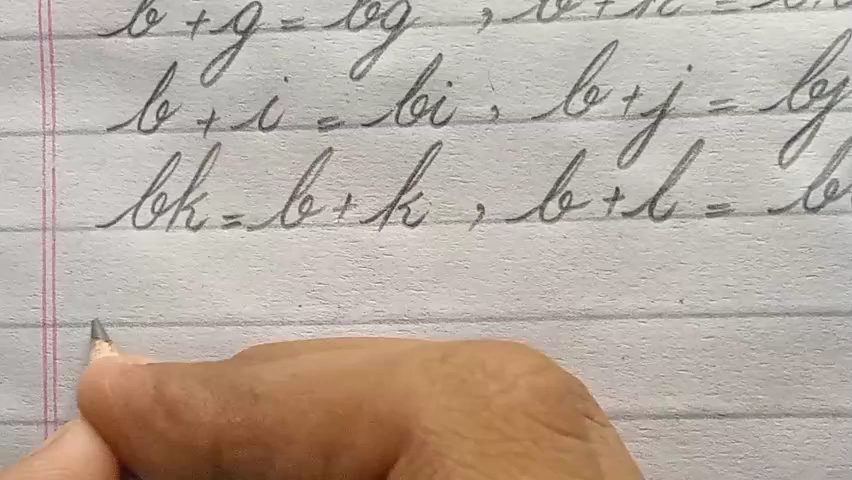 b + g = bg ,
b + i = bi , b + j = bj
bk = b + k , b + l = b